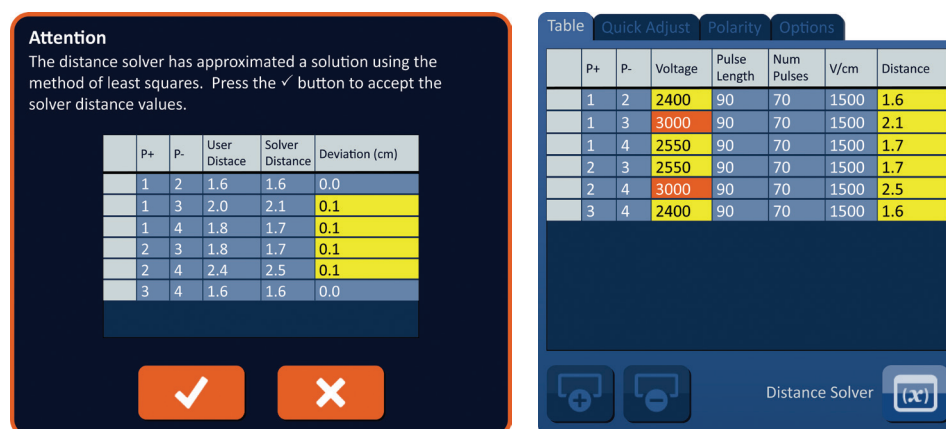 Attention
The distance solver has approximated a solution using the
method of least squares. Press the ✓ button to accept the
solver distance values.
P+ P- User Distace Solver Distance Deviation (cm)
1 2 1.6 1.6 0.0
1 3 2.0 2.1 0.1
1 4 1.8 1.7 0.1
2 3 1.8 1.7 0.1
2 4 2.4 2.5 0.1
3 4 1.6 1.6 0.0
Table Quick Adjust Polarity Options
P+ P- Voltage Pulse Length Num Pulses V/cm Distance
1 2 2400 90 70 1500 1.6
1 3 3000 90 70 1500 2.1
1 4 2550 90 70 1500 1.7
2 3 2550 90 70 1500 1.7
2 4 3000 90 70 1500 2.5
3 4 2400 90 70 1500 1.6
Distance Solver (x)